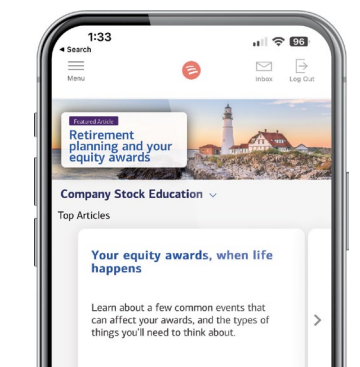 1:33
96
◂ Search
Menu
Inbox
Log Out
Featured Article
Retirement
planning and your
equity awards
Company Stock Education
Top Articles
Your equity awards, when life
happens
Learn about a few common events that
can affect your awards, and the types of
things you'll need to think about.